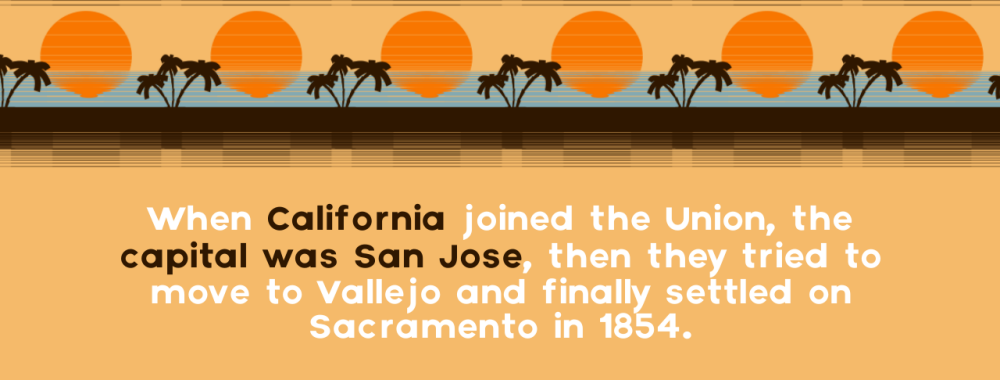 When California joined the Union, the
capital was San Jose, then they tried to
move to Vallejo and finally settled on
Sacramento in 1854.